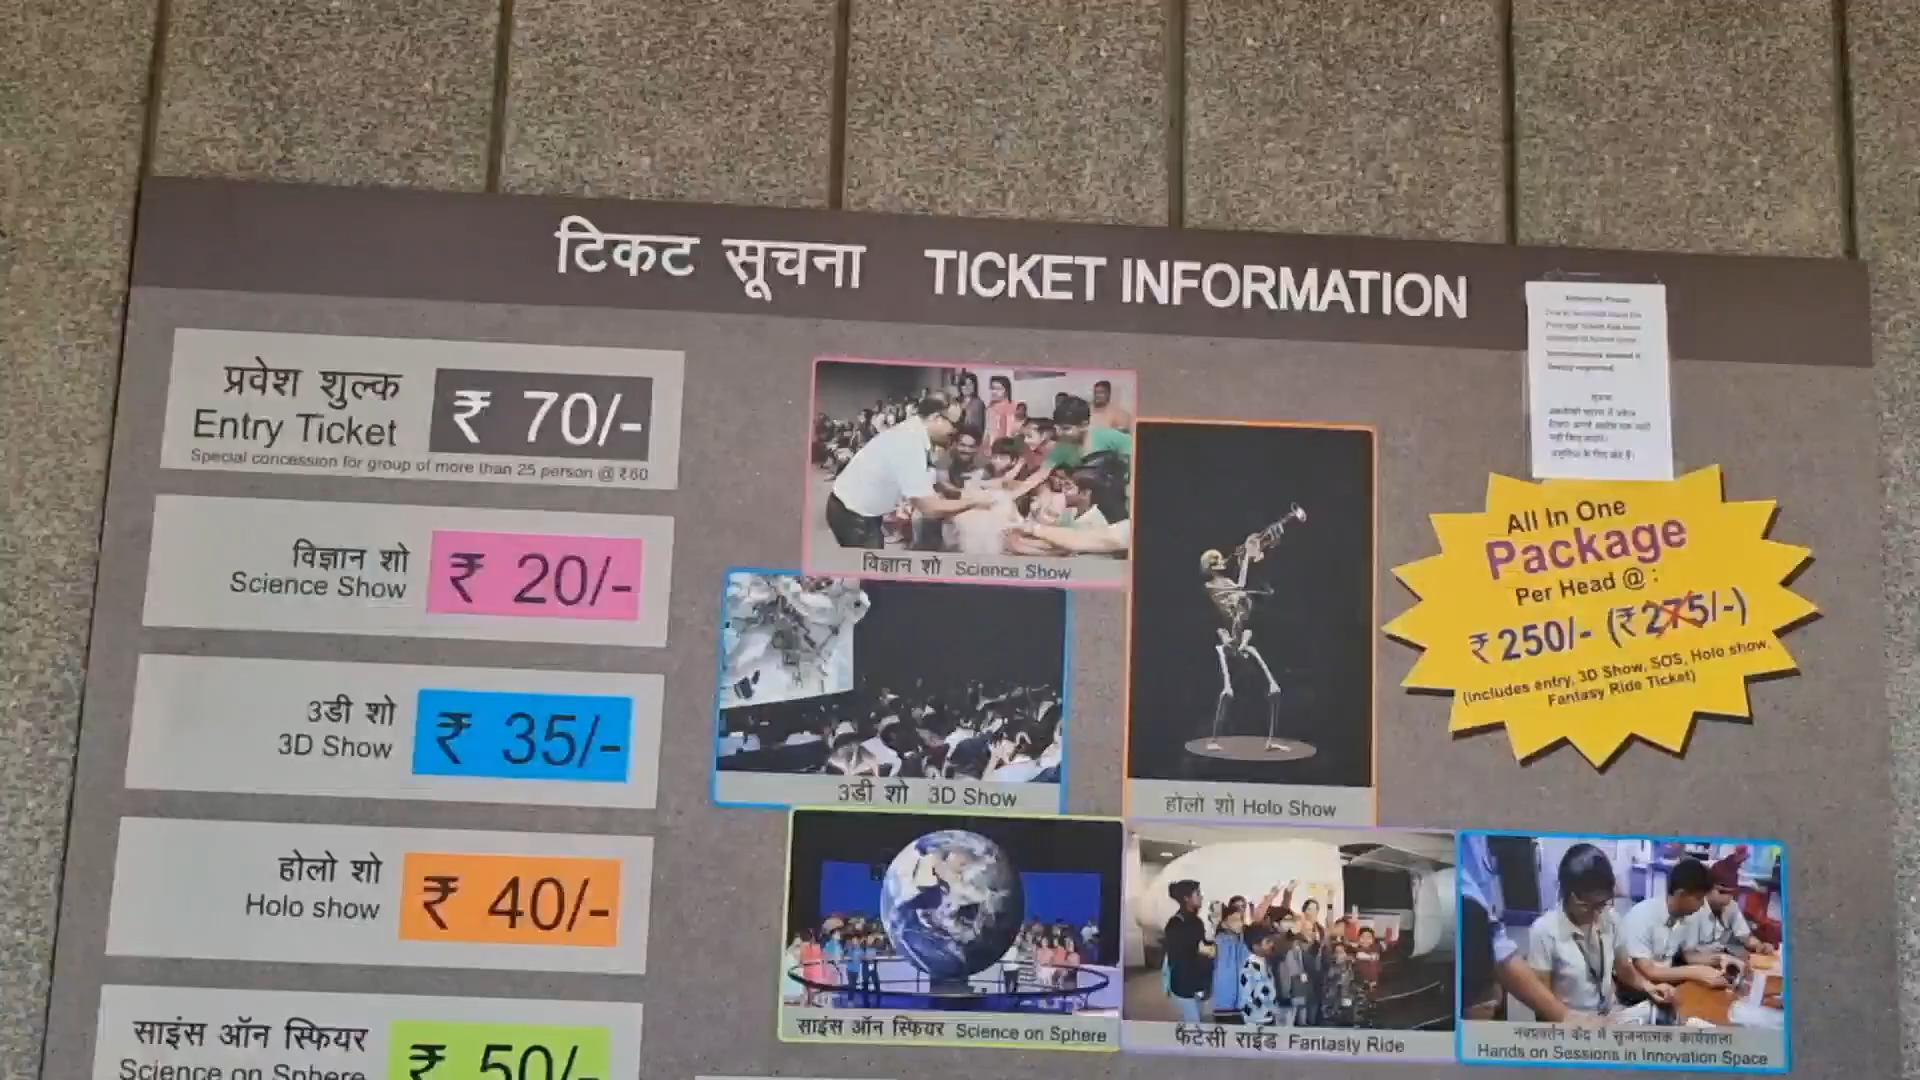 टिकट सूचना TICKET INFORMATION
प्रवेश शुल्क
Entry Ticket
₹ 70/-
Special concession for group of more than 25 person @ ₹60
विज्ञान शो
Science Show
₹ 20/-
3डी शो
3D Show
₹ 35/-
होलो शो
Holo show
₹ 40/-
साइंस ऑन स्फियर
Science on Sphere
₹ 50/-
विज्ञान शो Science Show
3डी शो 3D Show
होलो शो Holo Show
साइंस ऑन स्फियर Science on Sphere
फैंटेसी राईड Fantasty Ride
नवप्रवर्तन केंद्र में सृजनात्मक कार्यशाला
Hands on Sessions in Innovation Space
All In One
Package
Per Head @ :
₹ 250/- (₹ 275/-)
(includes entry, 3D Show, SOS, Holo show,
Fantasy Ride Ticket)